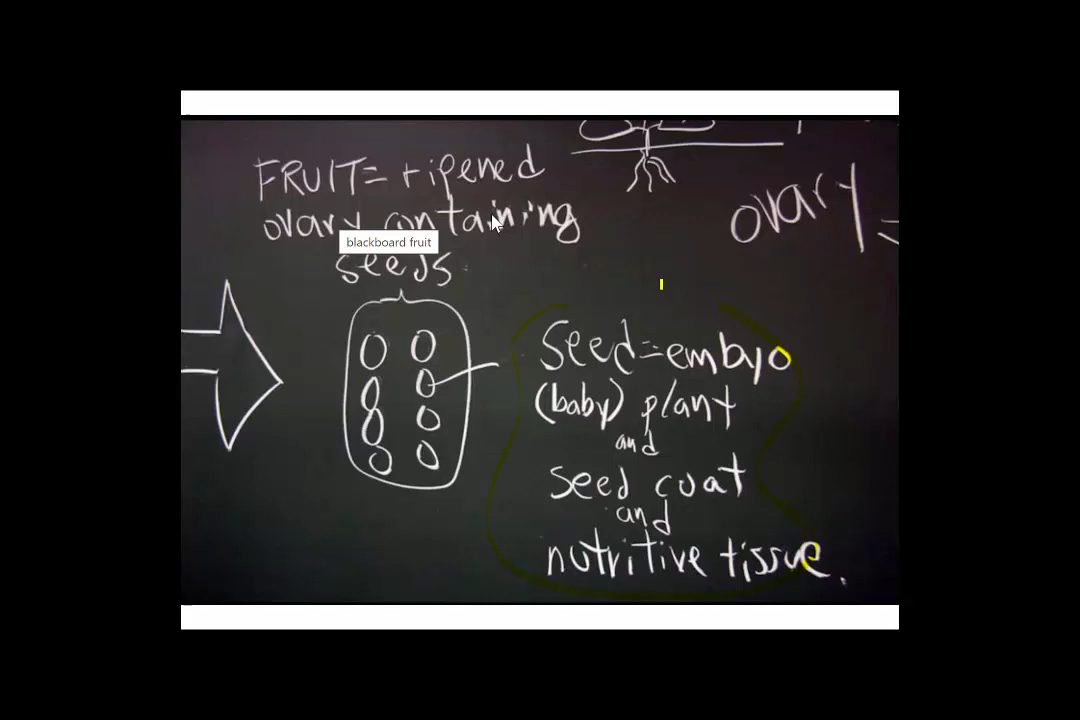 FRUIT= ripened
ovary containing
blackboard fruit
seeds
ovary =
seed=embyo
(baby) plant
and
seed coat
and
nutritive tissue.